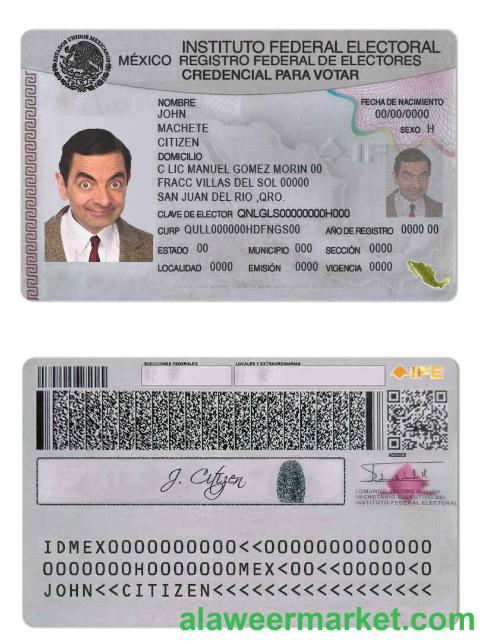 INSTITUTO FEDERAL ELECTORAL
MÉXICO REGISTRO FEDERAL DE ELECTORES
CREDENCIAL PARA VOTAR
ESTADOS UNIDOS MEXICANOS
NOMBRE
JOHN
MACHETE
CITIZEN
FECHA DE NACIMIENTO
00/00/0000
SEXO H
DOMICILIO
C LIC MANUEL GOMEZ MORIN 00
FRACC VILLAS DEL SOL 00000
SAN JUAN DEL RIO ,QRO.
CLAVE DE ELECTOR QNLGLS00000000H000
CURP QULL000000HDFNGS00 AÑO DE REGISTRO 0000 00
ESTADO 00 MUNICIPIO 000 SECCIÓN 0000
LOCALIDAD 0000 EMISIÓN 0000 VIGENCIA 0000
ELECCIONES FEDERALES LOCALES Y EXTRAORDINARIAS
IFE
J. Citizen
EDMUNDO JACOBO MOLINA
SECRETARIO EJECUTIVO DEL
INSTITUTO FEDERAL ELECTORAL
IDMEX0000000000<<0000000000000
0000000H0000000MEX<00<<00000<0
JOHN<<CITIZEN<<<<<<<<<<<<<<<<<
alaweermarket.com